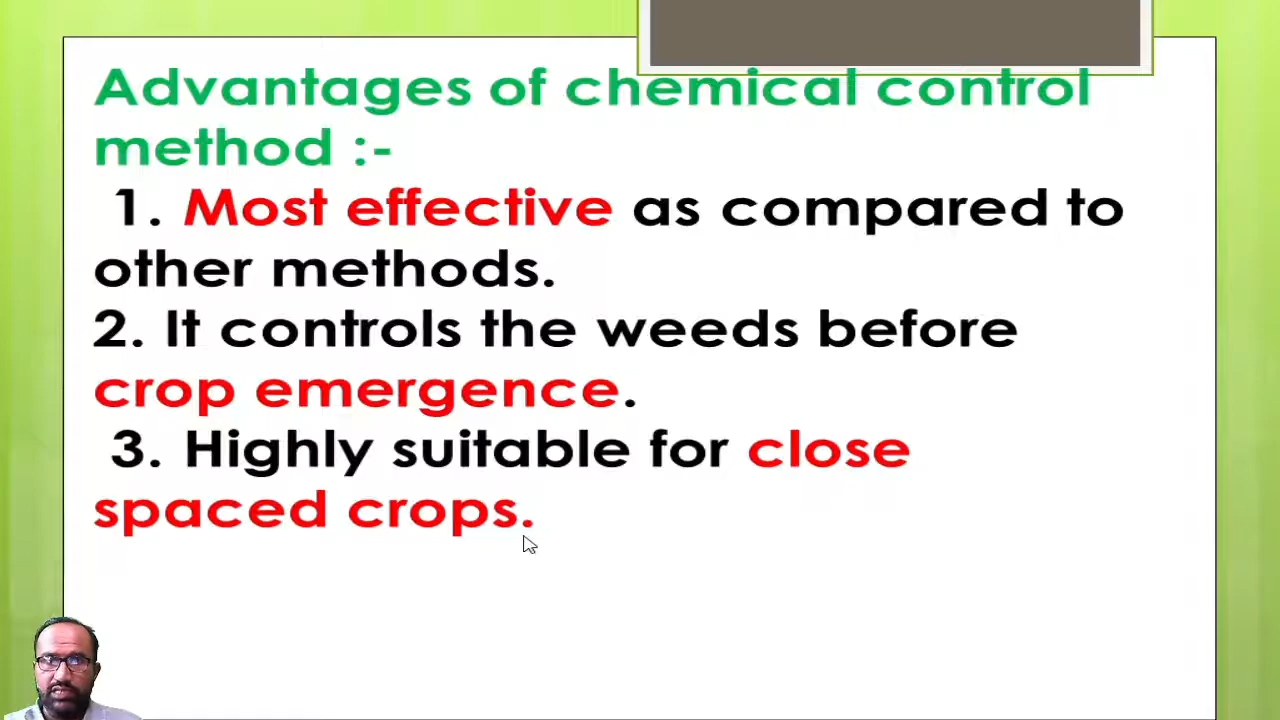 Advantages of chemical control
method :-
1. Most effective as compared to
other methods.
2. It controls the weeds before
crop emergence.
3. Highly suitable for close
spaced crops.